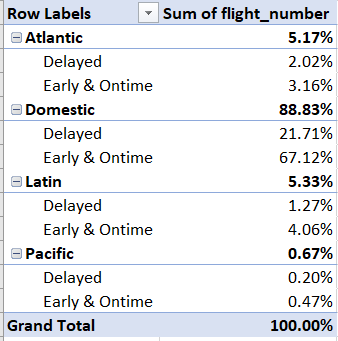 Row Labels Sum of flight_number
Atlantic 5.17%
Delayed 2.02%
Early & Ontime 3.16%
Domestic 88.83%
Delayed 21.71%
Early & Ontime 67.12%
Latin 5.33%
Delayed 1.27%
Early & Ontime 4.06%
Pacific 0.67%
Delayed 0.20%
Early & Ontime 0.47%
Grand Total 100.00%